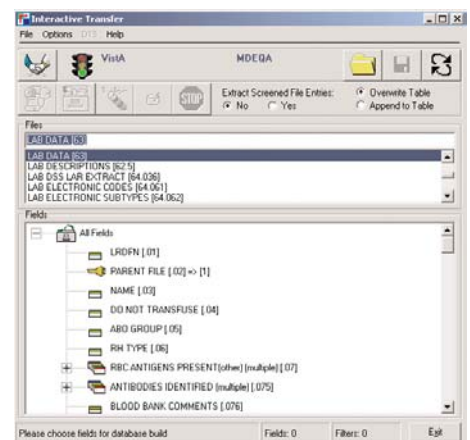 Interactive Transfer
File Options DTS Help
VistA MDEQA
STOP
Extract Screened File Entries:
No Yes
Overwrite Table
Append to Table
Files
LAB DATA [63]
LAB DATA [63]
LAB DESCRIPTIONS [62.5]
LAB DSS LAR EXTRACT [64.036]
LAB ELECTRONIC CODES [64.061]
LAB ELECTRONIC SUBTYPES [64.062]
Fields
All Fields
LRDFN [.01]
PARENT FILE [.02] => [1]
NAME [.03]
DO NOT TRANSFUSE [.04]
ABO GROUP [.05]
RH TYPE [.06]
RBC ANTIGENS PRESENT(other) (multiple) [.07]
ANTIBODIES IDENTIFIED (multiple) [.075]
BLOOD BANK COMMENTS [.076]
Please choose fields for database build Fields: 0 Filters: 0 Exit